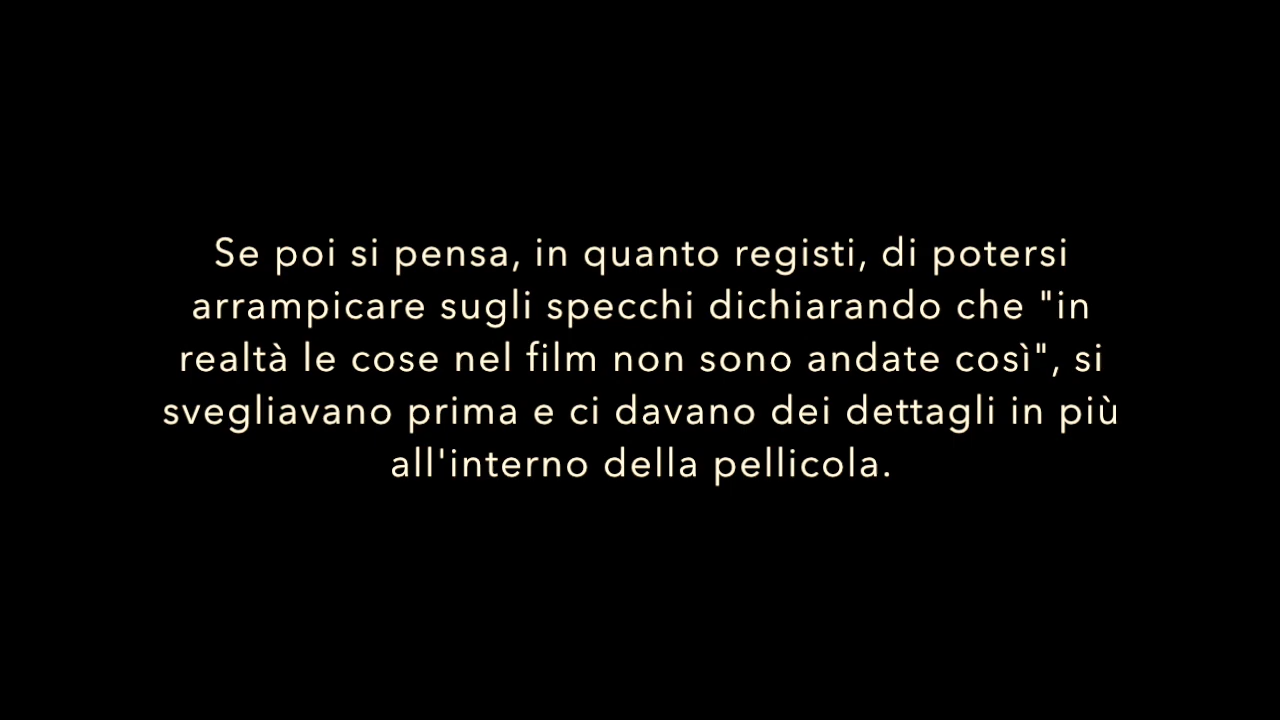 Se poi si pensa, in quanto registi, di potersi
arrampicare sugli specchi dichiarando che "in
realtà le cose nel film non sono andate così", si
svegliavano prima e ci davano dei dettagli in più
all'interno della pellicola.